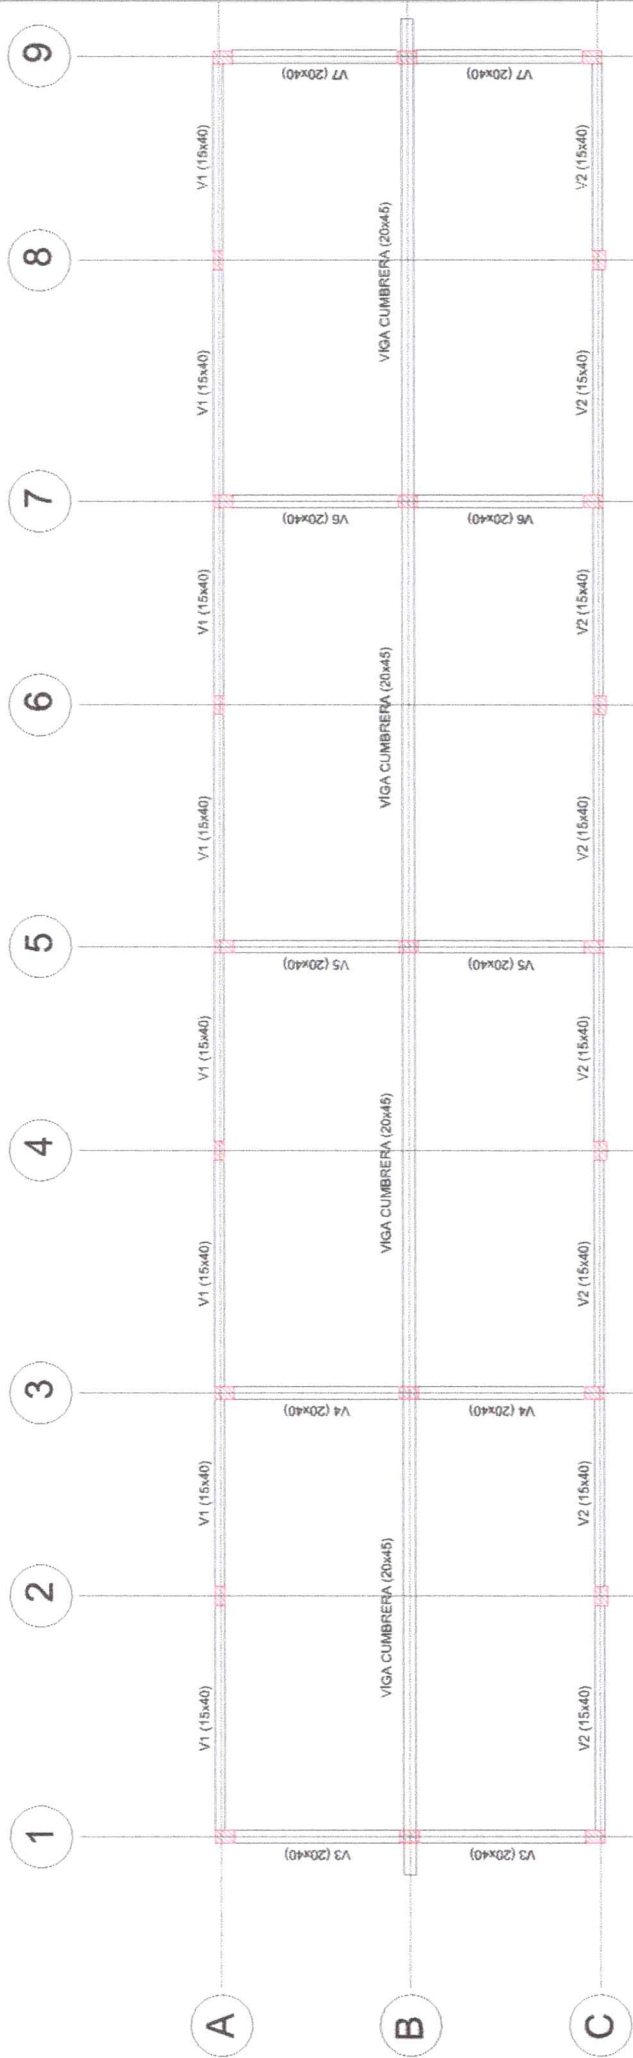 1
2
3
4
5
6
7
8
9
A
V1 (15x40)
V1 (15x40)
V1 (15x40)
V1 (15x40)
V1 (15x40)
V1 (15x40)
V1 (15x40)
V1 (15x40)
V3 (20x40)
V4 (20x40)
V5 (20x40)
V6 (20x40)
V7 (20x40)
B
VIGA CUMBRERA (20x45)
VIGA CUMBRERA (20x45)
VIGA CUMBRERA (20x45)
VIGA CUMBRERA (20x45)
V3 (20x40)
V4 (20x40)
V5 (20x40)
V6 (20x40)
V7 (20x40)
C
V2 (15x40)
V2 (15x40)
V2 (15x40)
V2 (15x40)
V2 (15x40)
V2 (15x40)
V2 (15x40)
V2 (15x40)